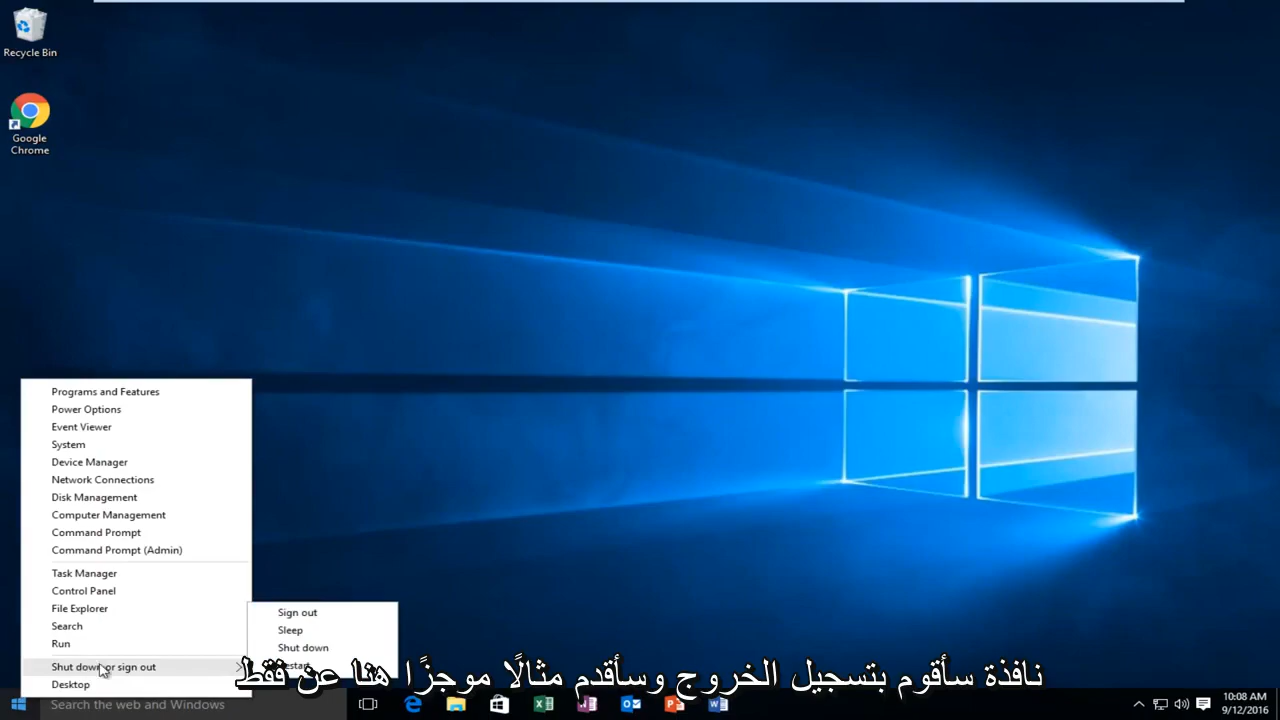 Recycle Bin
Google
Chrome
Programs and Features
Power Options
Event Viewer
System
Device Manager
Network Connections
Disk Management
Computer Management
Command Prompt
Command Prompt (Admin)
Task Manager
Control Panel
File Explorer
Search
Run
Shut down or sign out
Desktop
Sign out
Sleep
Shut down
نافذة سأقوم بتسجيل الخروج وسأقدم مثالًا موجزًا هنا عن فقط
Search the web and Windows
10:08 AM
9/12/2016